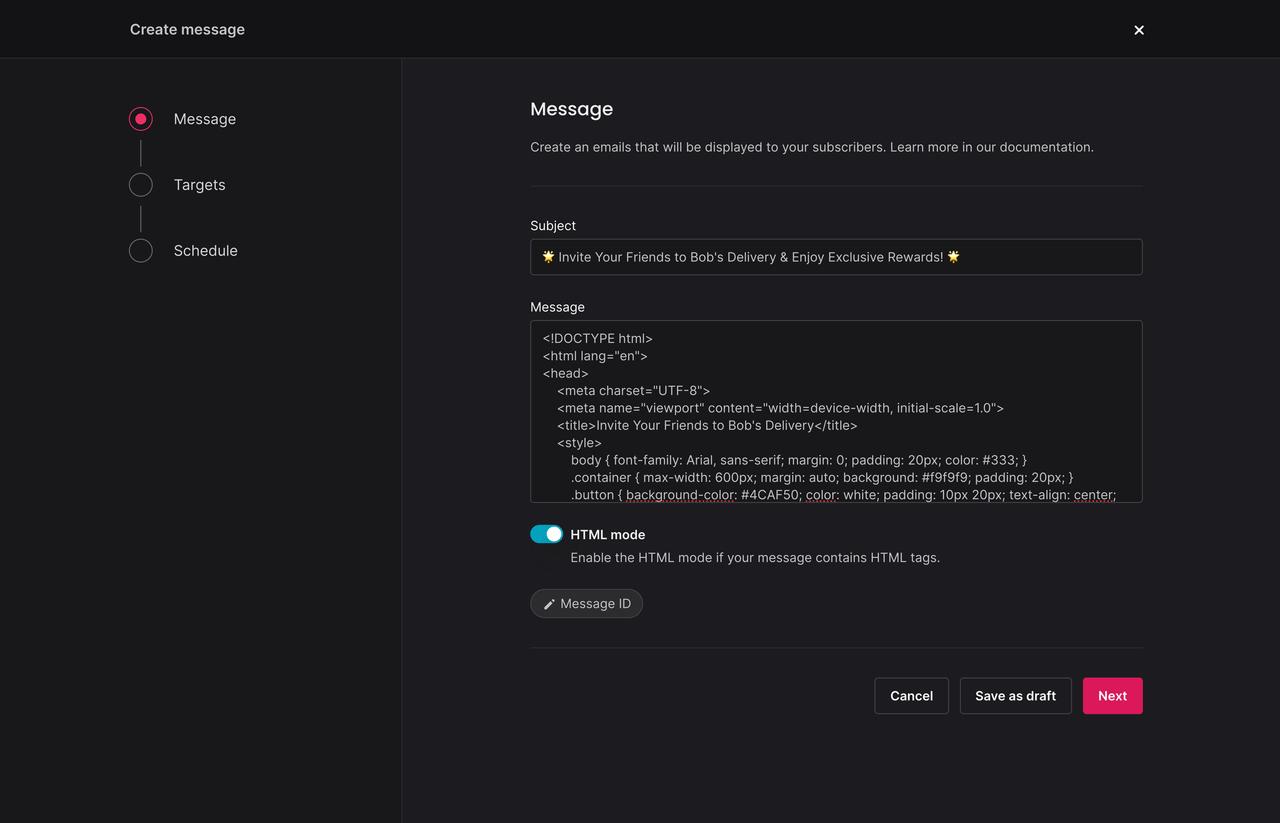 Create message
Message
Targets
Schedule
Message
Create an emails that will be displayed to your subscribers. Learn more in our documentation.
Subject
🌟 Invite Your Friends to Bob's Delivery & Enjoy Exclusive Rewards! 🌟
Message
<!DOCTYPE html>
<html lang="en">
<head>
    <meta charset="UTF-8">
    <meta name="viewport" content="width=device-width, initial-scale=1.0">
    <title>Invite Your Friends to Bob's Delivery</title>
    <style>
        body { font-family: Arial, sans-serif; margin: 0; padding: 20px; color: #333; }
        .container { max-width: 600px; margin: auto; background: #f9f9f9; padding: 20px; }
        .button { background-color: #4CAF50; color: white; padding: 10px 20px; text-align: center;
HTML mode
Enable the HTML mode if your message contains HTML tags.
Message ID
Cancel
Save as draft
Next